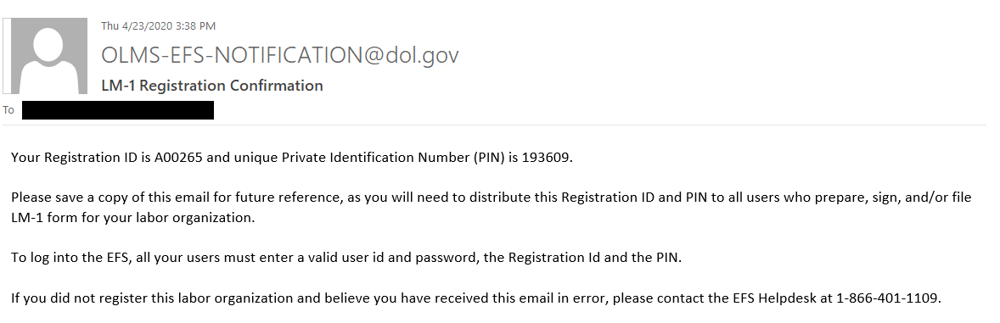 Thu 4/23/2020 3:38 PM
OLMS-EFS-NOTIFICATION@dol.gov
LM-1 Registration Confirmation
To
Your Registration ID is A00265 and unique Private Identification Number (PIN) is 193609.
Please save a copy of this email for future reference, as you will need to distribute this Registration ID and PIN to all users who prepare, sign, and/or file
LM-1 form for your labor organization.
To log into the EFS, all your users must enter a valid user id and password, the Registration Id and the PIN.
If you did not register this labor organization and believe you have received this email in error, please contact the EFS Helpdesk at 1-866-401-1109.